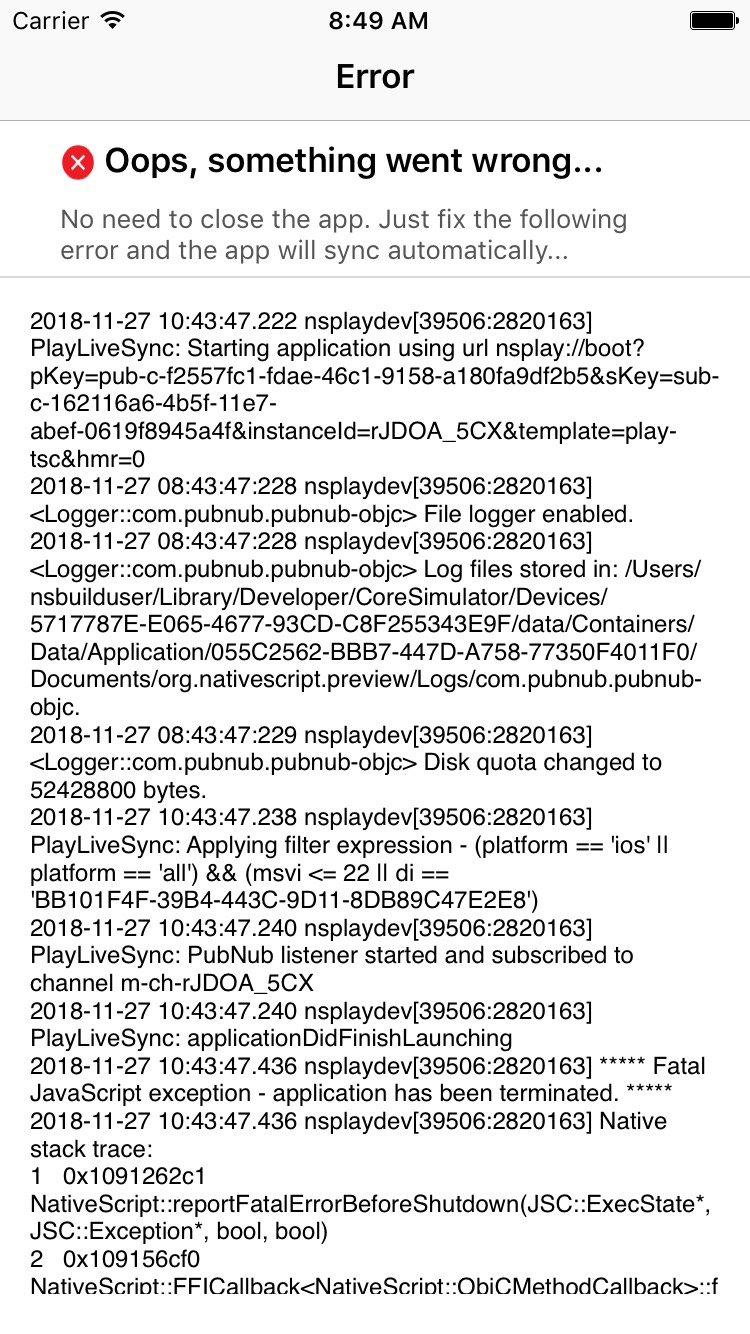 Carrier 8:49 AM
Error
Oops, something went wrong...
No need to close the app. Just fix the following
error and the app will sync automatically...
2018-11-27 10:43:47.222 nsplaydev[39506:2820163]
PlayLiveSync: Starting application using url nsplay://boot?
pKey=pub-c-f2557fc1-fdae-46c1-9158-a180fa9df2b5&sKey=sub-
c-162116a6-4b5f-11e7-
abef-0619f8945a4f&instanceId=rJDOA_5CX&template=play-
tsc&hmr=0
2018-11-27 08:43:47:228 nsplaydev[39506:2820163]
<Logger::com.pubnub.pubnub-objc> File logger enabled.
2018-11-27 08:43:47:228 nsplaydev[39506:2820163]
<Logger::com.pubnub.pubnub-objc> Log files stored in: /Users/
nsbuilduser/Library/Developer/CoreSimulator/Devices/
5717787E-E065-4677-93CD-C8F255343E9F/data/Containers/
Data/Application/055C2562-BBB7-447D-A758-77350F4011F0/
Documents/org.nativescript.preview/Logs/com.pubnub.pubnub-
objc.
2018-11-27 08:43:47:229 nsplaydev[39506:2820163]
<Logger::com.pubnub.pubnub-objc> Disk quota changed to
52428800 bytes.
2018-11-27 10:43:47.238 nsplaydev[39506:2820163]
PlayLiveSync: Applying filter expression - (platform == 'ios' ||
platform == 'all') && (msvi <= 22 || di ==
'BB101F4F-39B4-443C-9D11-8DB89C47E2E8')
2018-11-27 10:43:47.240 nsplaydev[39506:2820163]
PlayLiveSync: PubNub listener started and subscribed to
channel m-ch-rJDOA_5CX
2018-11-27 10:43:47.240 nsplaydev[39506:2820163]
PlayLiveSync: applicationDidFinishLaunching
2018-11-27 10:43:47.436 nsplaydev[39506:2820163] ***** Fatal
JavaScript exception - application has been terminated. *****
2018-11-27 10:43:47.436 nsplaydev[39506:2820163] Native
stack trace:
1 0x1091262c1
NativeScript::reportFatalErrorBeforeShutdown(JSC::ExecState*,
JSC::Exception*, bool, bool)
2 0x109156cf0
NativeScript::FFICallback<NativeScript::ObjCMethodCallback>::f